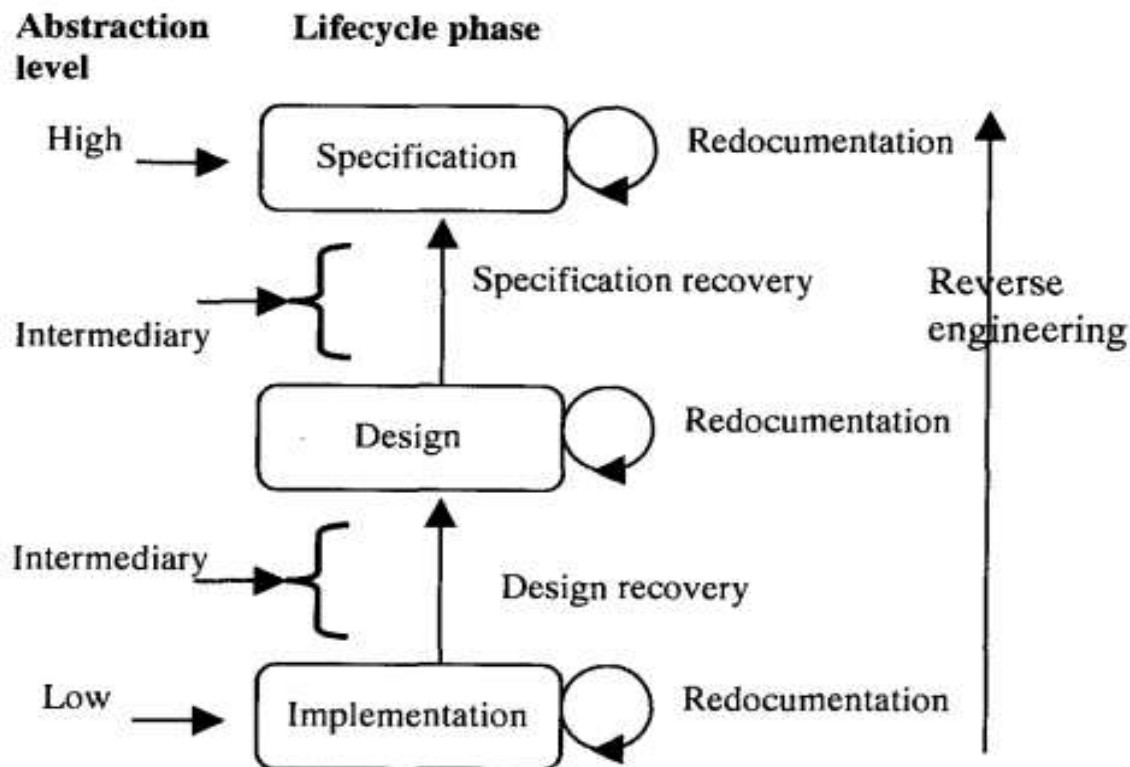 Abstraction level
Lifecycle phase
High
Specification
Redocumentation
Specification recovery
Reverse engineering
Intermediary
Design
Redocumentation
Intermediary
Design recovery
Low
Implementation
Redocumentation